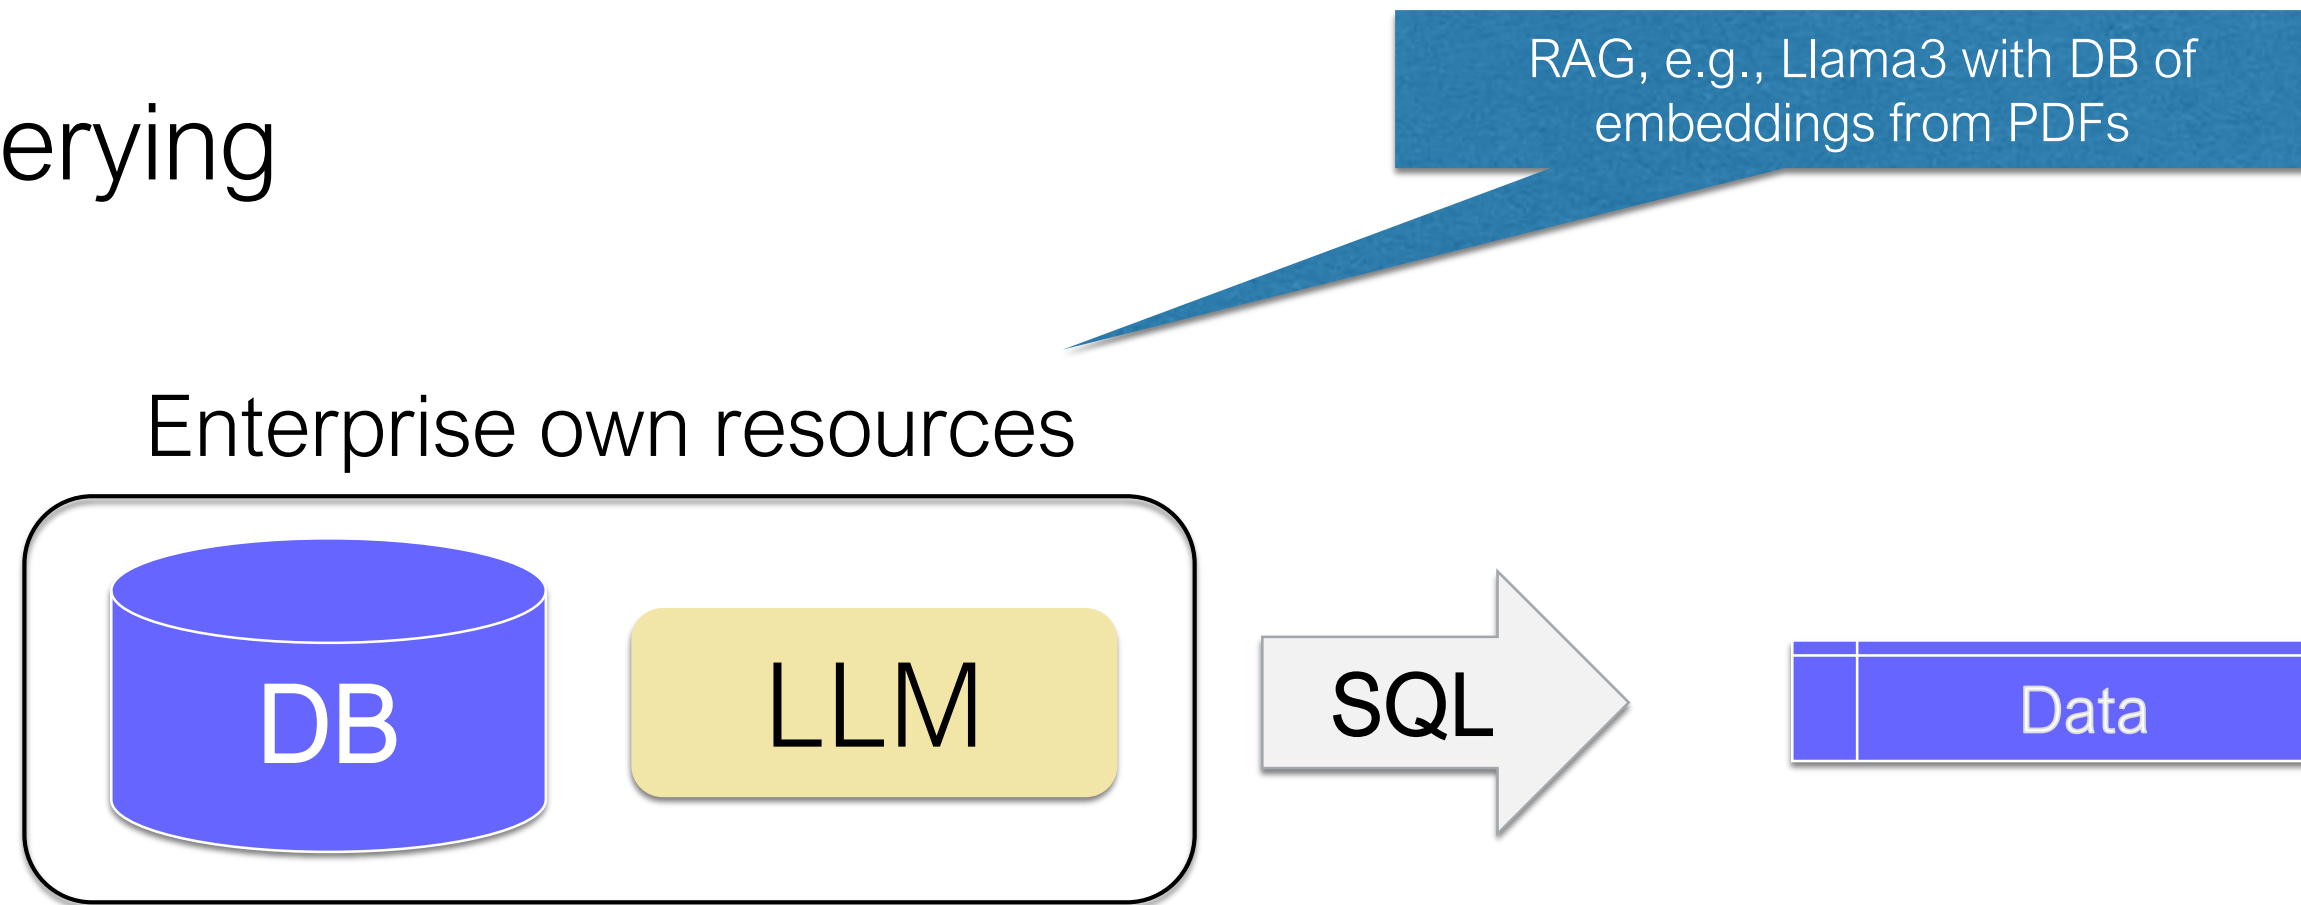 RAG, e.g., Llama3 with DB of
embeddings from PDFs
erying
Enterprise own resources
DB
LLM
SQL
Data